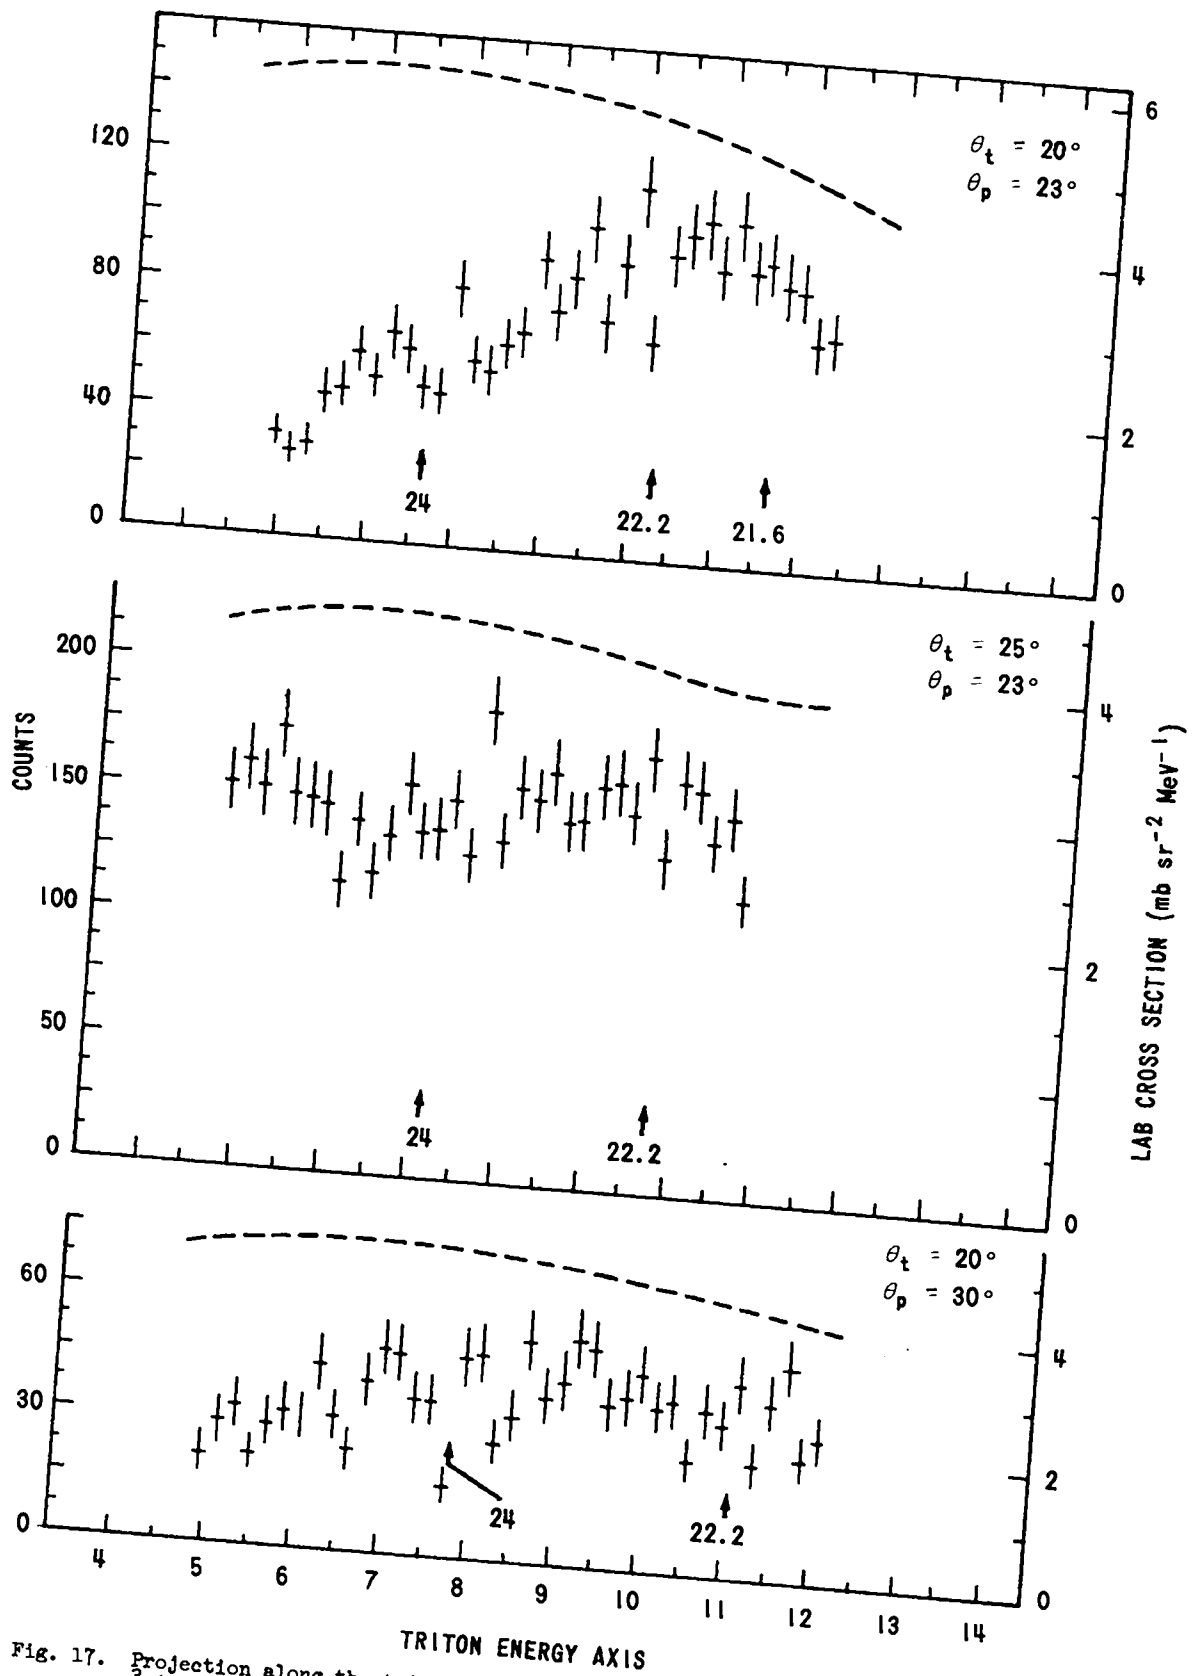 120
80
40
0
6
4
2
0
θt = 20°
θp = 23°
24
22.2
21.6
COUNTS
200
150
100
50
0
4
2
0
θt = 25°
θp = 23°
24
22.2
LAB CROSS SECTION (mb sr-2 MeV-1)
60
30
0
4
2
0
θt = 20°
θp = 30°
24
22.2
4 5 6 7 8 9 10 11 12 13 14
TRITON ENERGY AXIS
Fig. 17. Projection along the